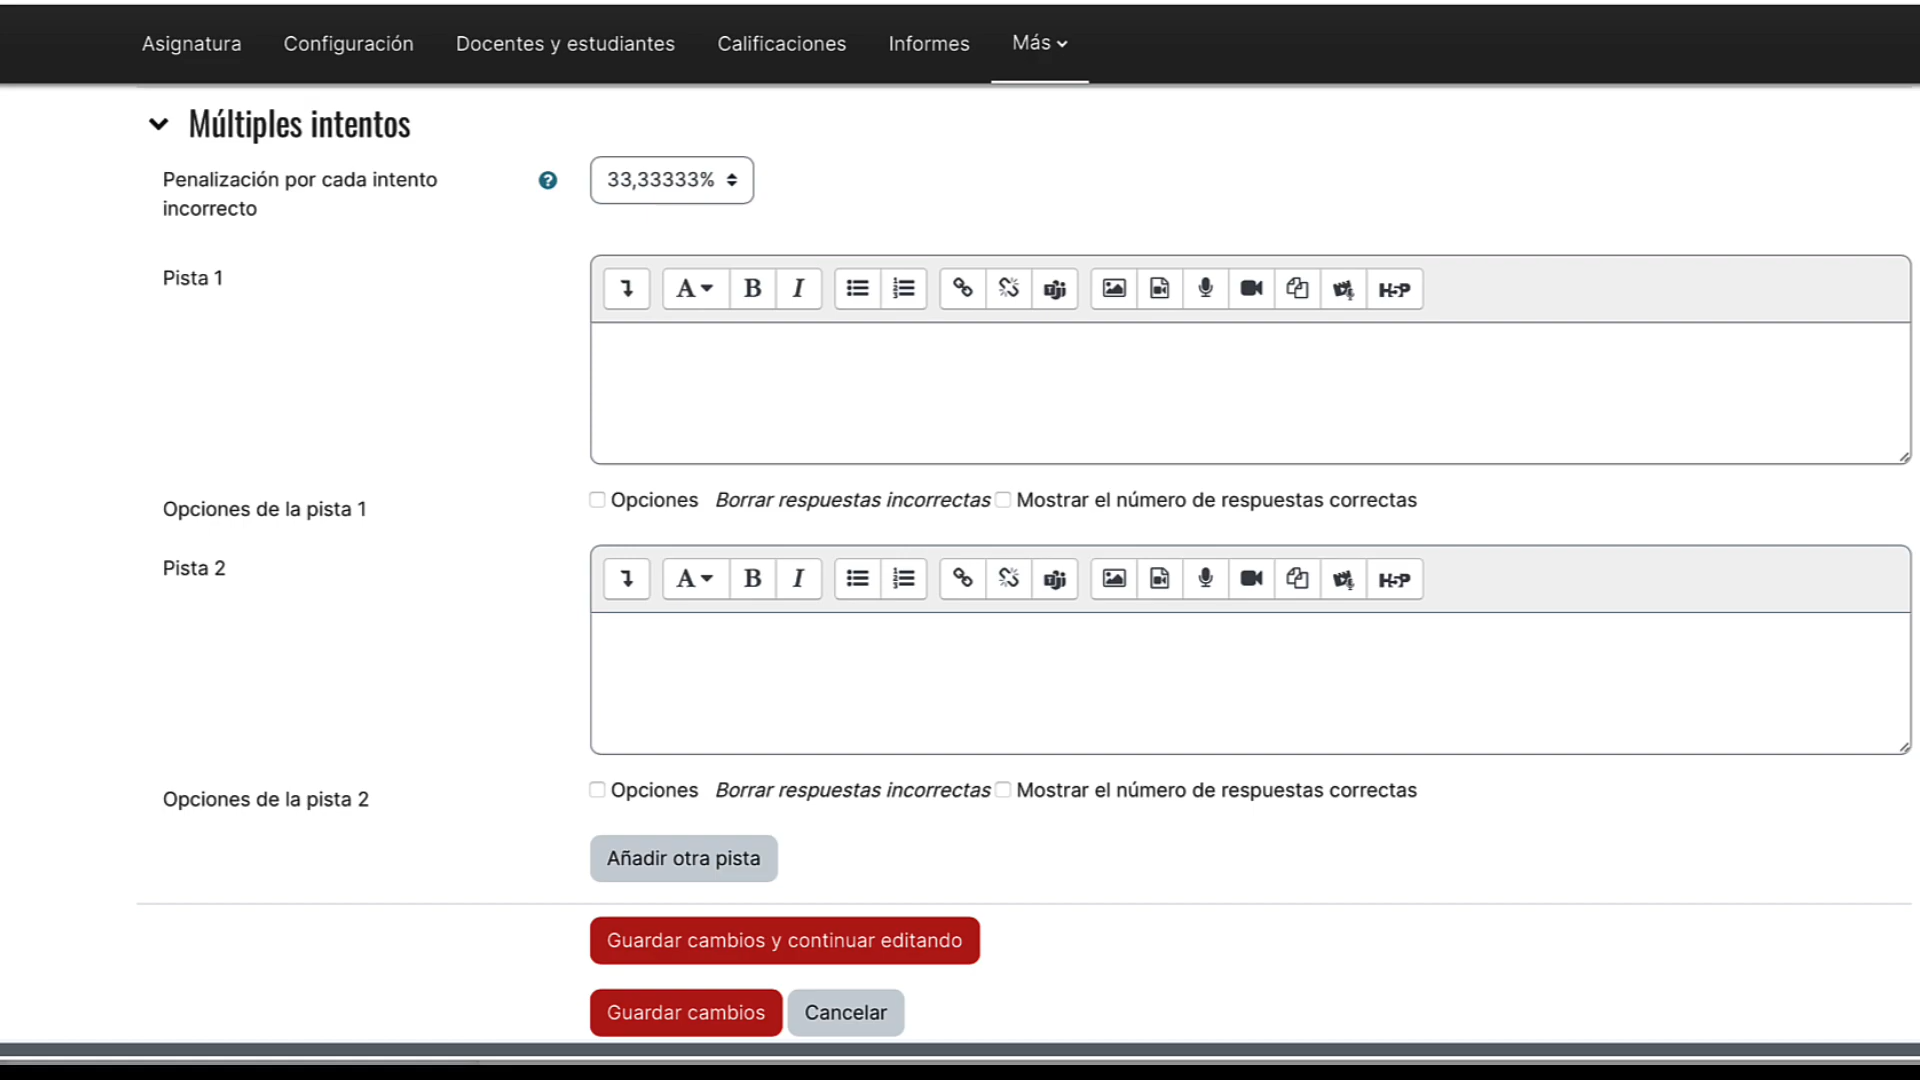 Asignatura Configuración Docentes y estudiantes Calificaciones Informes Más
Múltiples intentos
Penalización por cada intento
incorrecto
? 33,33333%
Pista 1
A B I H5P
Opciones de la pista 1
Opciones Borrar respuestas incorrectas Mostrar el número de respuestas correctas
Pista 2
A B I H5P
Opciones de la pista 2
Opciones Borrar respuestas incorrectas Mostrar el número de respuestas correctas
Añadir otra pista
Guardar cambios y continuar editando
Guardar cambios Cancelar